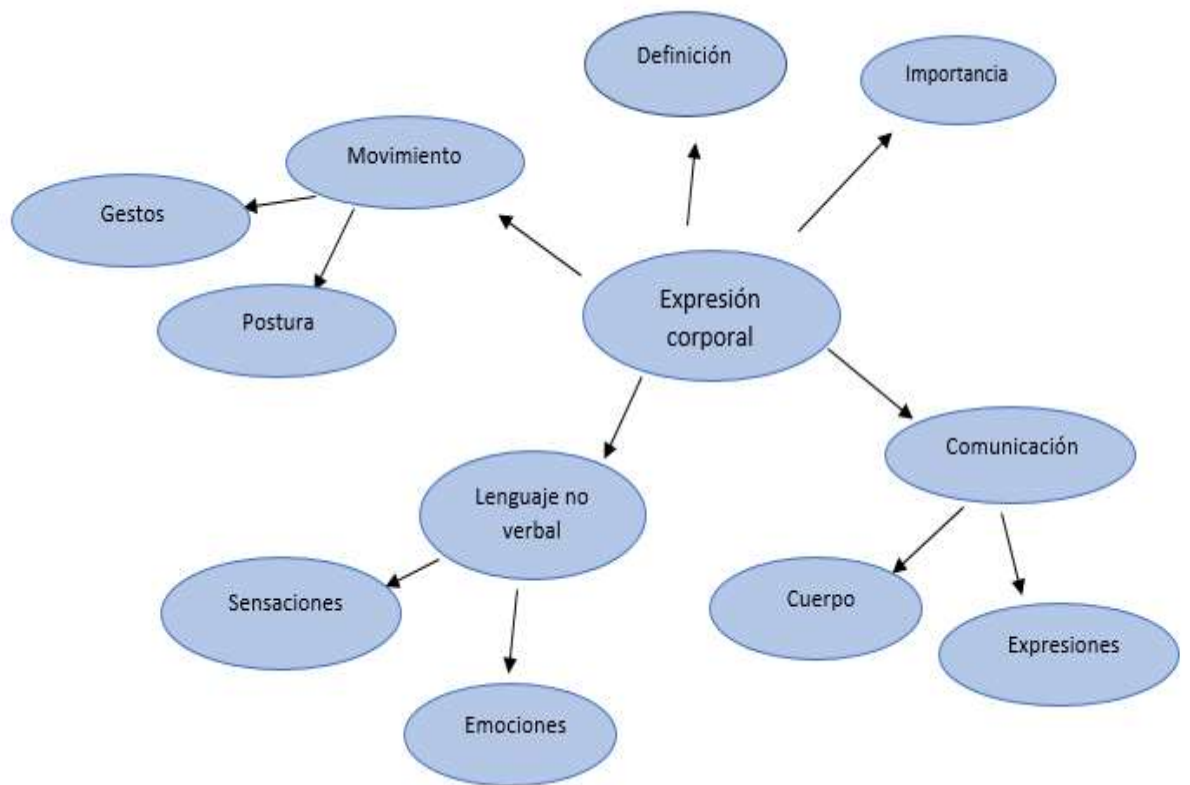 Definición
Importancia
Movimiento
Gestos
Postura
Expresión
corporal
Comunicación
Lenguaje no
verbal
Sensaciones
Cuerpo
Expresiones
Emociones